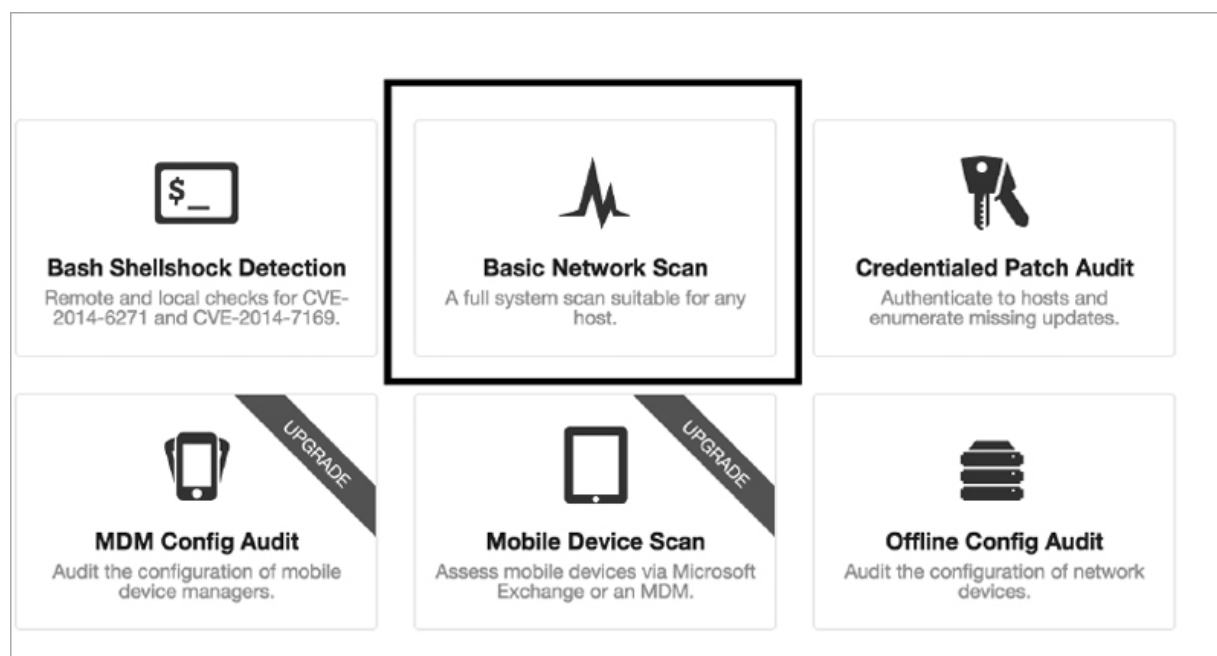 $_
Bash Shellshock Detection
Remote and local checks for CVE-
2014-6271 and CVE-2014-7169.
Basic Network Scan
A full system scan suitable for any
host.
Credentialed Patch Audit
Authenticate to hosts and
enumerate missing updates.
UPGRADE
MDM Config Audit
Audit the configuration of mobile
device managers.
UPGRADE
Mobile Device Scan
Assess mobile devices via Microsoft
Exchange or an MDM.
Offline Config Audit
Audit the configuration of network
devices.